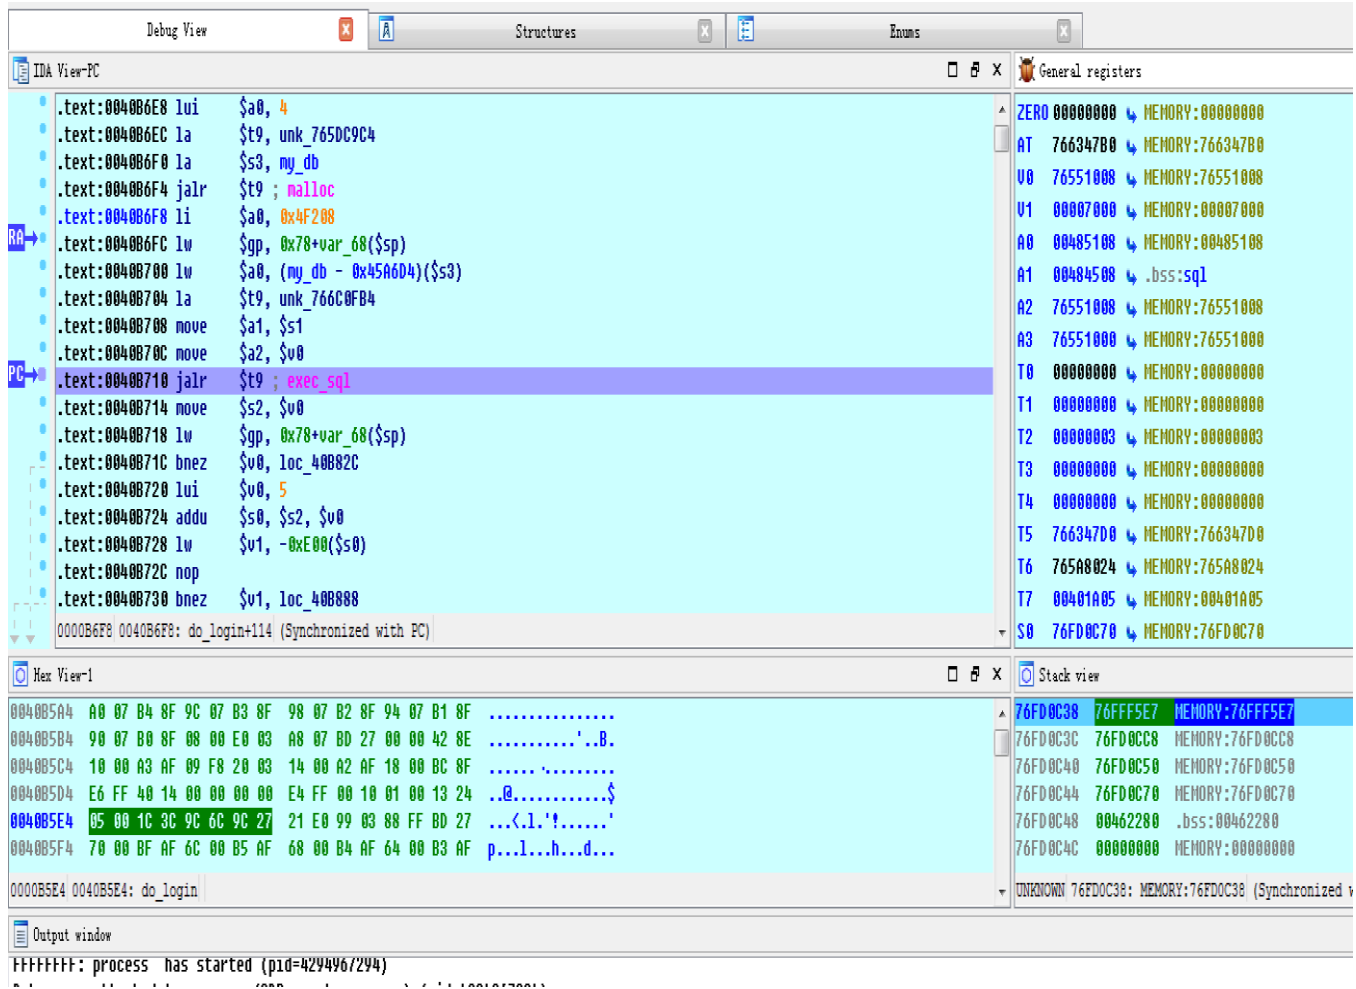 Debug View
Structures
Enums
IDA View-PC
.text:0040B6E8 lui $a0, 4
.text:0040B6EC la $t9, unk_765DC9C4
.text:0040B6F0 la $s3, my_db
.text:0040B6F4 jalr $t9 ; malloc
.text:0040B6F8 li $a0, 0x4F208
RA
.text:0040B6FC lw $gp, 0x78+var_68($sp)
.text:0040B700 lw $a0, (my_db - 0x45A6D4)($s3)
.text:0040B704 la $t9, unk_766C0FB4
.text:0040B708 move $a1, $s1
.text:0040B70C move $a2, $v0
PC
.text:0040B710 jalr $t9 ; exec_sql
.text:0040B714 move $s2, $v0
.text:0040B718 lw $gp, 0x78+var_68($sp)
.text:0040B71C bnez $v0, loc_40B82C
.text:0040B720 lui $v0, 5
.text:0040B724 addu $s0, $s2, $v0
.text:0040B728 lw $v1, -0xE00($s0)
.text:0040B72C nop
.text:0040B730 bnez $v1, loc_40B888
0000B6F8 0040B6F8: do_login+114 (Synchronized with PC)
General registers
ZERO 00000000 MEMORY:00000000
AT 766347B0 MEMORY:766347B0
V0 76551008 MEMORY:76551008
V1 00007000 MEMORY:00007000
A0 00485108 MEMORY:00485108
A1 00484508 .bss:sql
A2 76551008 MEMORY:76551008
A3 76551000 MEMORY:76551000
T0 00000000 MEMORY:00000000
T1 00000000 MEMORY:00000000
T2 00000003 MEMORY:00000003
T3 00000000 MEMORY:00000000
T4 00000000 MEMORY:00000000
T5 766347D0 MEMORY:766347D0
T6 765A8024 MEMORY:765A8024
T7 00401A05 MEMORY:00401A05
S0 76FD0C70 MEMORY:76FD0C70
Hex View-1
0040B5A4 A0 07 B4 8F 9C 07 B3 8F 98 07 B2 8F 94 07 B1 8F ................
0040B5B4 90 07 B0 8F 08 00 E0 03 A8 07 BD 27 00 00 42 8E ...........'..B.
0040B5C4 10 00 A3 AF 09 F8 20 03 14 00 A2 AF 18 00 BC 8F ...... .........
0040B5D4 E6 FF 40 14 00 00 00 00 E4 FF 00 10 01 00 13 24 ..@............$
0040B5E4 05 00 1C 3C 9C 6C 9C 27 21 E0 99 03 88 FF BD 27 ...<.l.'!......'
0040B5F4 70 00 BF AF 6C 00 B5 AF 68 00 B4 AF 64 00 B3 AF p...l...h...d...
0000B5E4 0040B5E4: do_login
Stack view
76FD0C38 76FFF5E7 MEMORY:76FFF5E7
76FD0C3C 76FD0CC8 MEMORY:76FD0CC8
76FD0C40 76FD0C50 MEMORY:76FD0C50
76FD0C44 76FD0C70 MEMORY:76FD0C70
76FD0C48 00462280 .bss:00462280
76FD0C4C 00000000 MEMORY:00000000
UNKNOWN 76FD0C38: MEMORY:76FD0C38 (Synchronized w
Output window
FFFFFFFF: process has started (pid=4294967294)